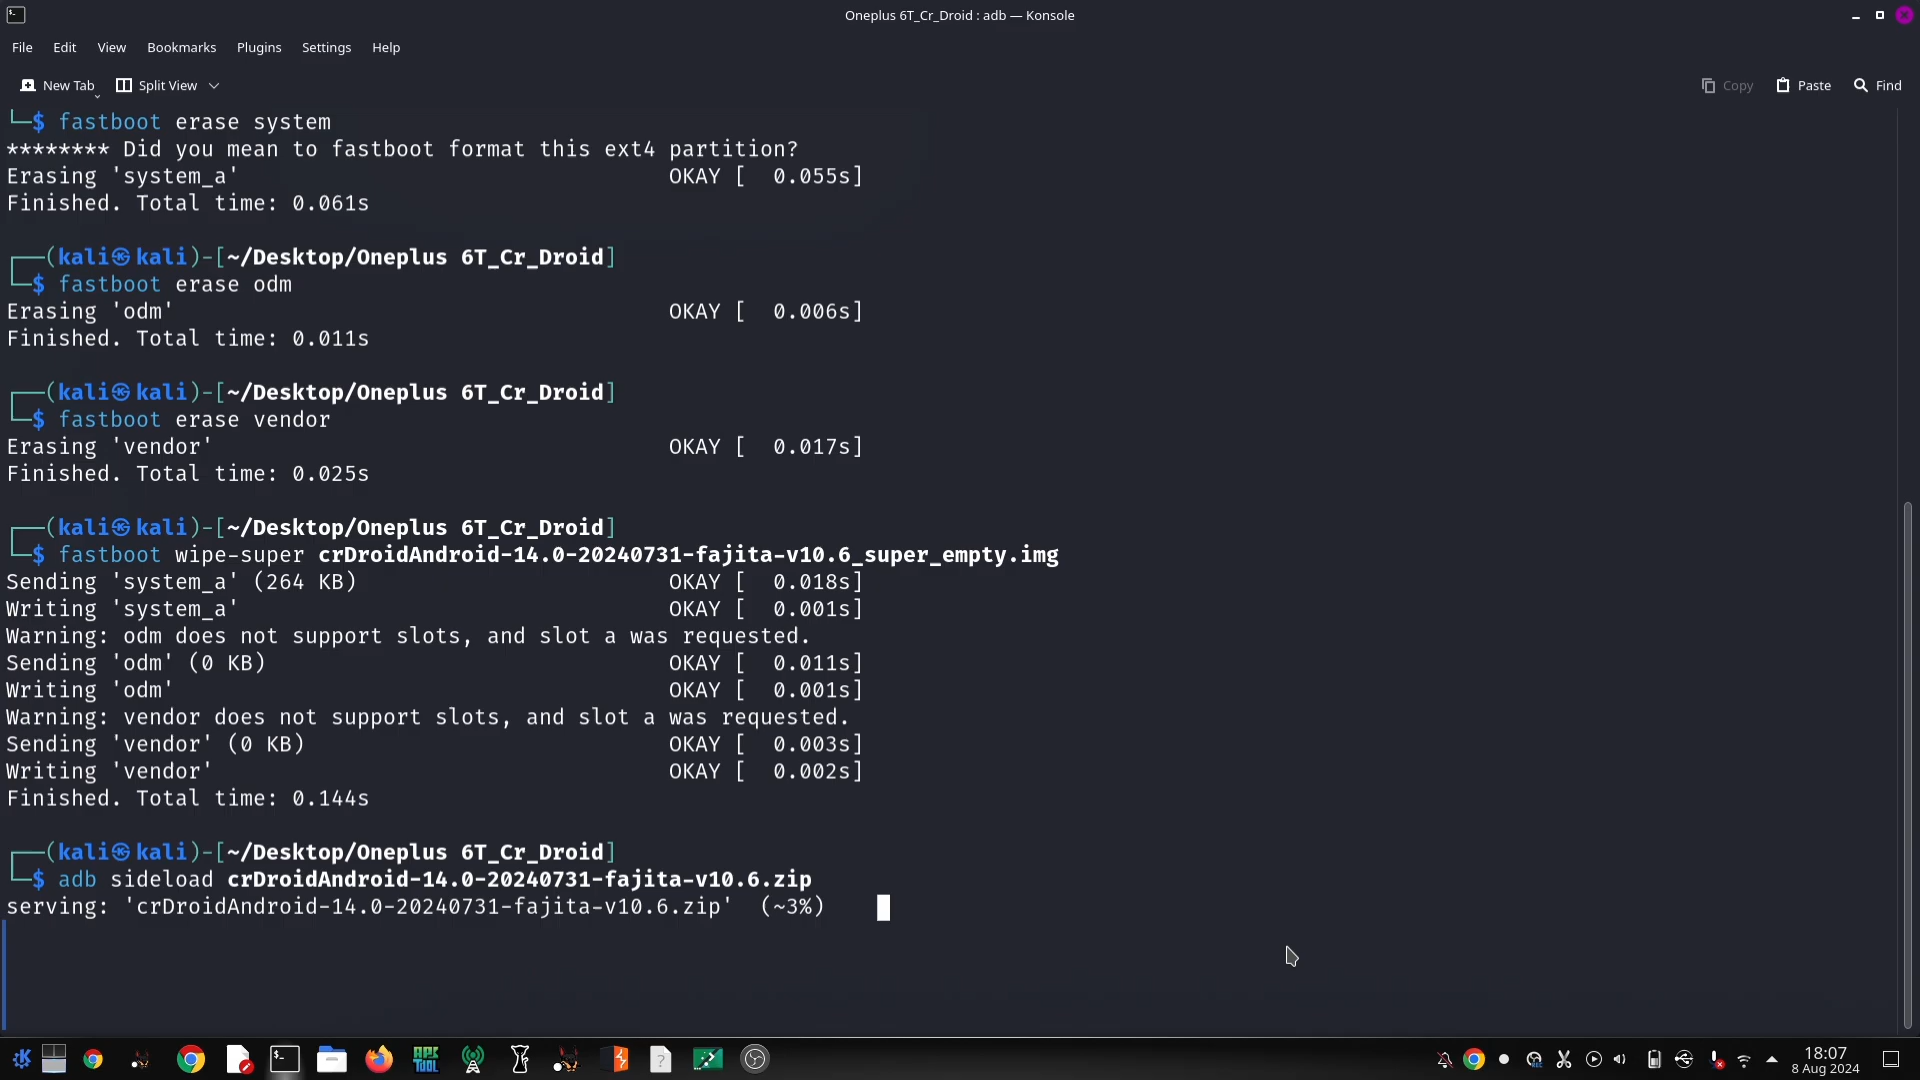 Oneplus 6T_Cr_Droid : adb — Konsole
File Edit View Bookmarks Plugins Settings Help
New Tab Split View Copy Paste Find
└─$ fastboot erase system
******** Did you mean to fastboot format this ext4 partition?
Erasing 'system_a' OKAY [ 0.055s]
Finished. Total time: 0.061s
┌──(kali㉿kali)-[~/Desktop/Oneplus 6T_Cr_Droid]
└─$ fastboot erase odm
Erasing 'odm' OKAY [ 0.006s]
Finished. Total time: 0.011s
┌──(kali㉿kali)-[~/Desktop/Oneplus 6T_Cr_Droid]
└─$ fastboot erase vendor
Erasing 'vendor' OKAY [ 0.017s]
Finished. Total time: 0.025s
┌──(kali㉿kali)-[~/Desktop/Oneplus 6T_Cr_Droid]
└─$ fastboot wipe-super crDroidAndroid-14.0-20240731-fajita-v10.6_super_empty.img
Sending 'system_a' (264 KB) OKAY [ 0.018s]
Writing 'system_a' OKAY [ 0.001s]
Warning: odm does not support slots, and slot a was requested.
Sending 'odm' (0 KB) OKAY [ 0.011s]
Writing 'odm' OKAY [ 0.001s]
Warning: vendor does not support slots, and slot a was requested.
Sending 'vendor' (0 KB) OKAY [ 0.003s]
Writing 'vendor' OKAY [ 0.002s]
Finished. Total time: 0.144s
┌──(kali㉿kali)-[~/Desktop/Oneplus 6T_Cr_Droid]
└─$ adb sideload crDroidAndroid-14.0-20240731-fajita-v10.6.zip
serving: 'crDroidAndroid-14.0-20240731-fajita-v10.6.zip' (~3%)
APK TOOL
18:07
8 Aug 2024